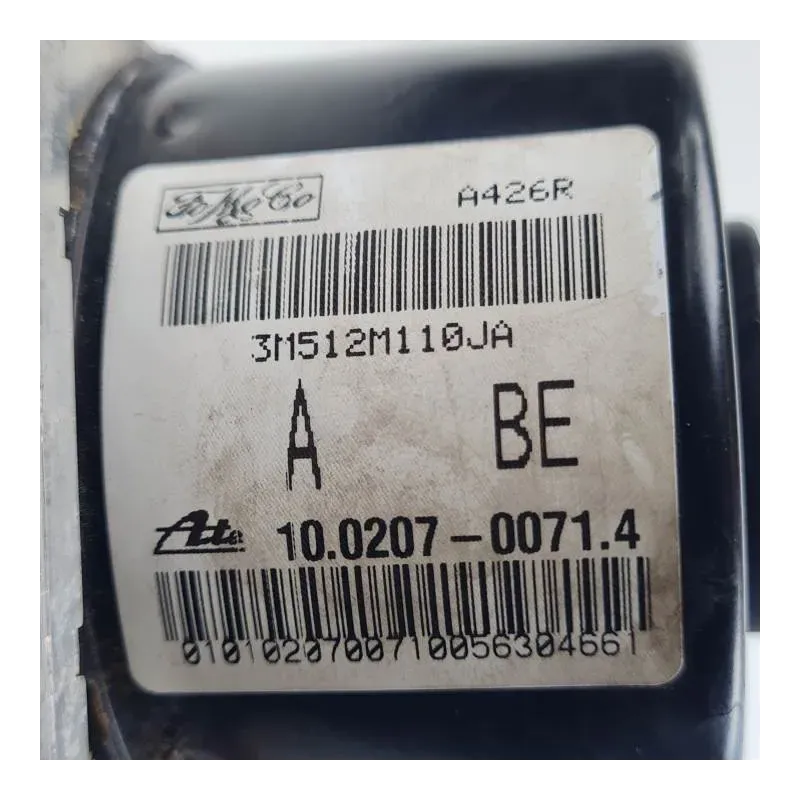 FoMoCo A426R
3M512M110JA
A BE
Ate 10.0207-0071.4
0101020700710056304661